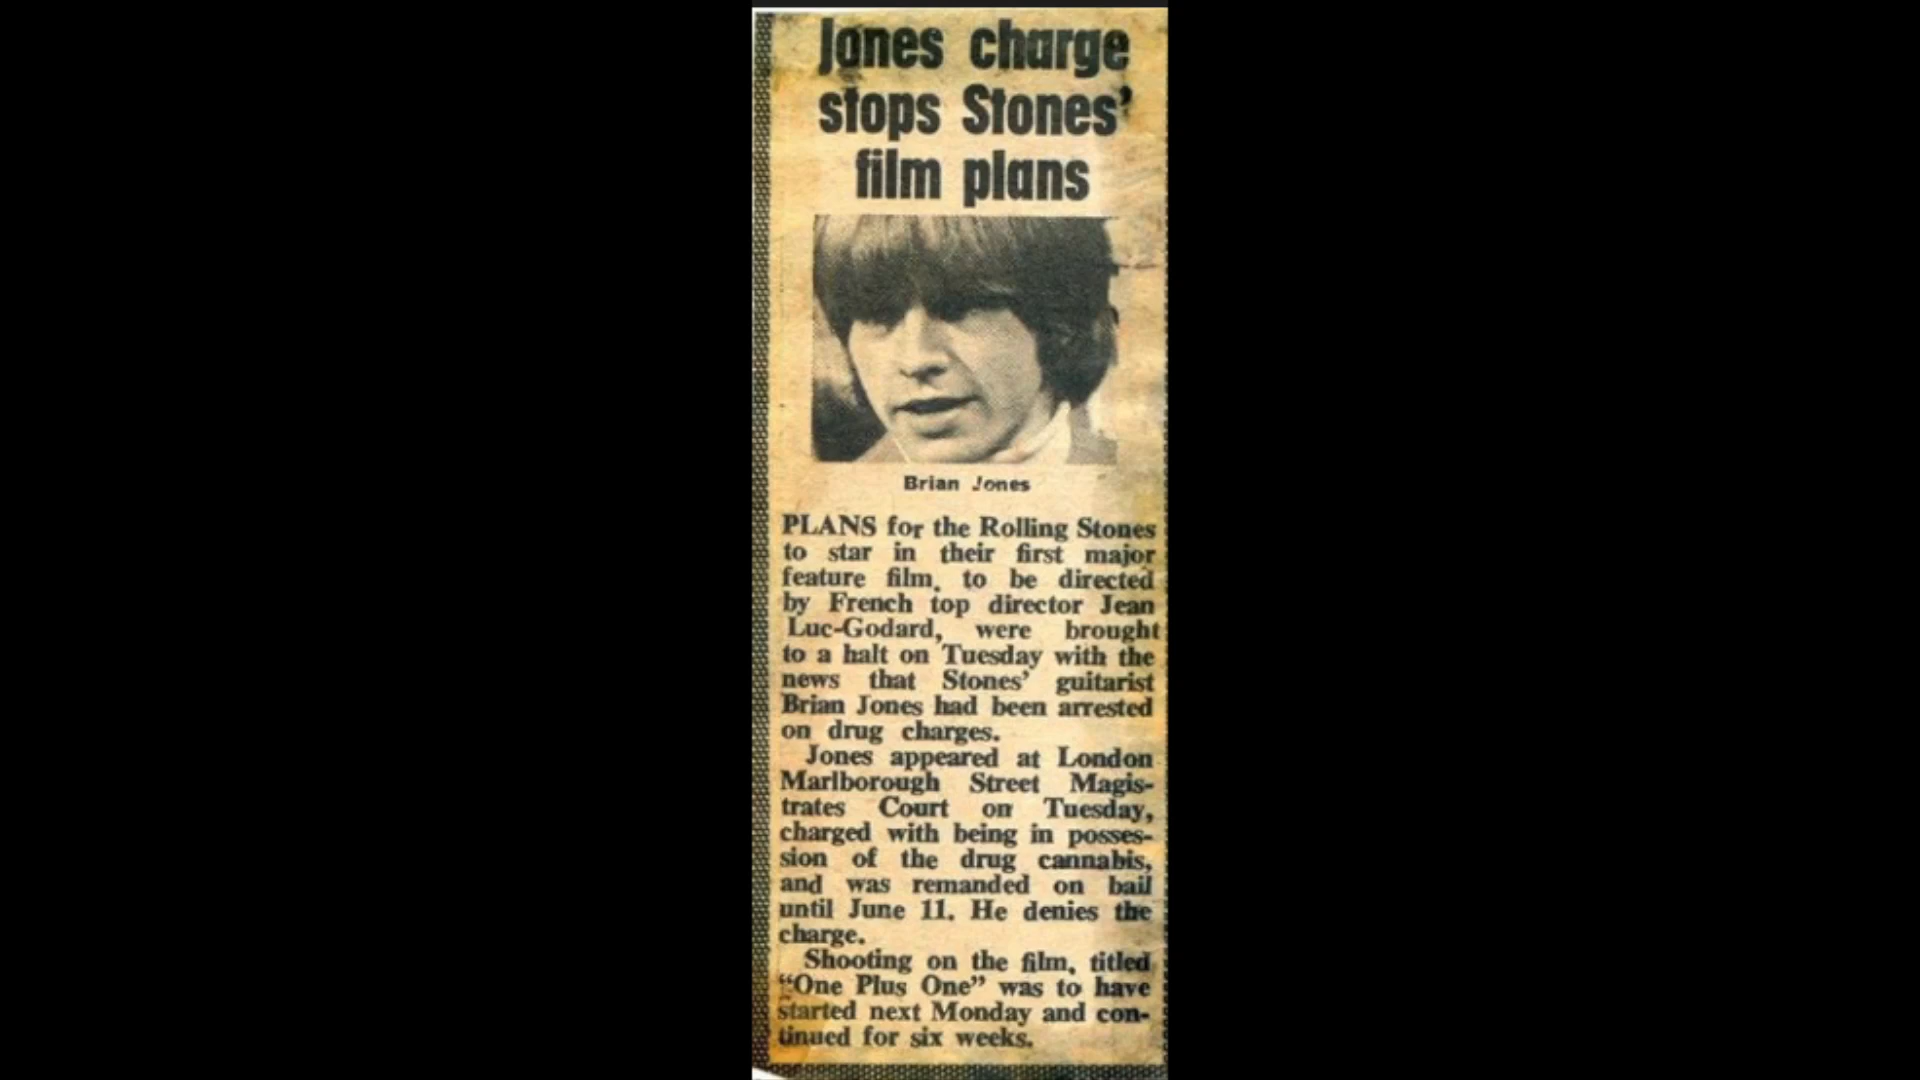 Jones charge
stops Stones’
film plans
Brian Jones
PLANS for the Rolling Stones
to star in their first major
feature film, to be directed
by French top director Jean
Luc-Godard, were brought
to a halt on Tuesday with the
news that Stones’ guitarist
Brian Jones had been arrested
on drug charges.
Jones appeared at London
Marlborough Street Magis-
trates Court on Tuesday,
charged with being in posses-
sion of the drug cannabis,
and was remanded on bail
until June 11. He denies the
charge.
Shooting on the film, titled
“One Plus One” was to have
started next Monday and con-
tinued for six weeks.